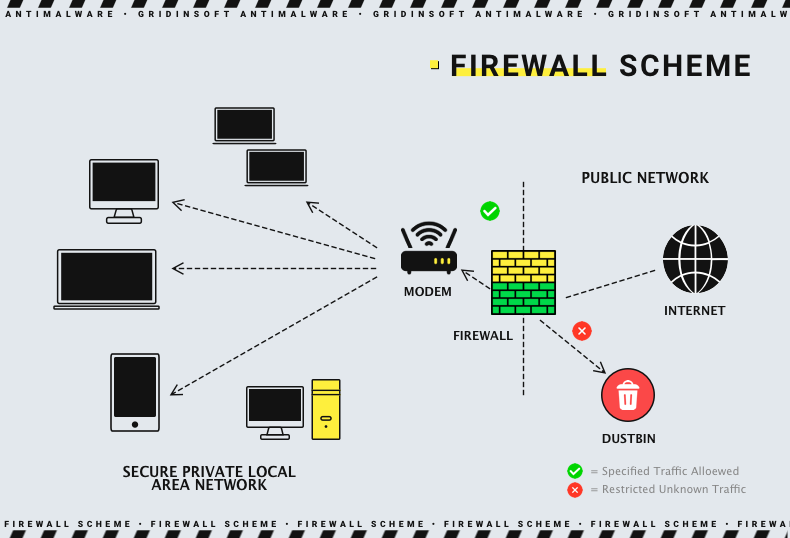 ANTIMALWARE • GRIDINSOFT ANTIMALWARE • GRIDINSOFT ANTIMALWARE • GRIDINSOFT ANTIMALW
FIREWALL SCHEME
PUBLIC NETWORK
MODEM
INTERNET
FIREWALL
DUSTBIN
SECURE PRIVATE LOCAL
AREA NETWORK
= Specified Traffic Alloewed
= Restricted Unknown Traffic
FIREWALL SCHEME • FIREWALL SCHEME • FIREWALL SCHEME • FIREWALL SCHEME • FIREWALL SCHEME • FIREWA